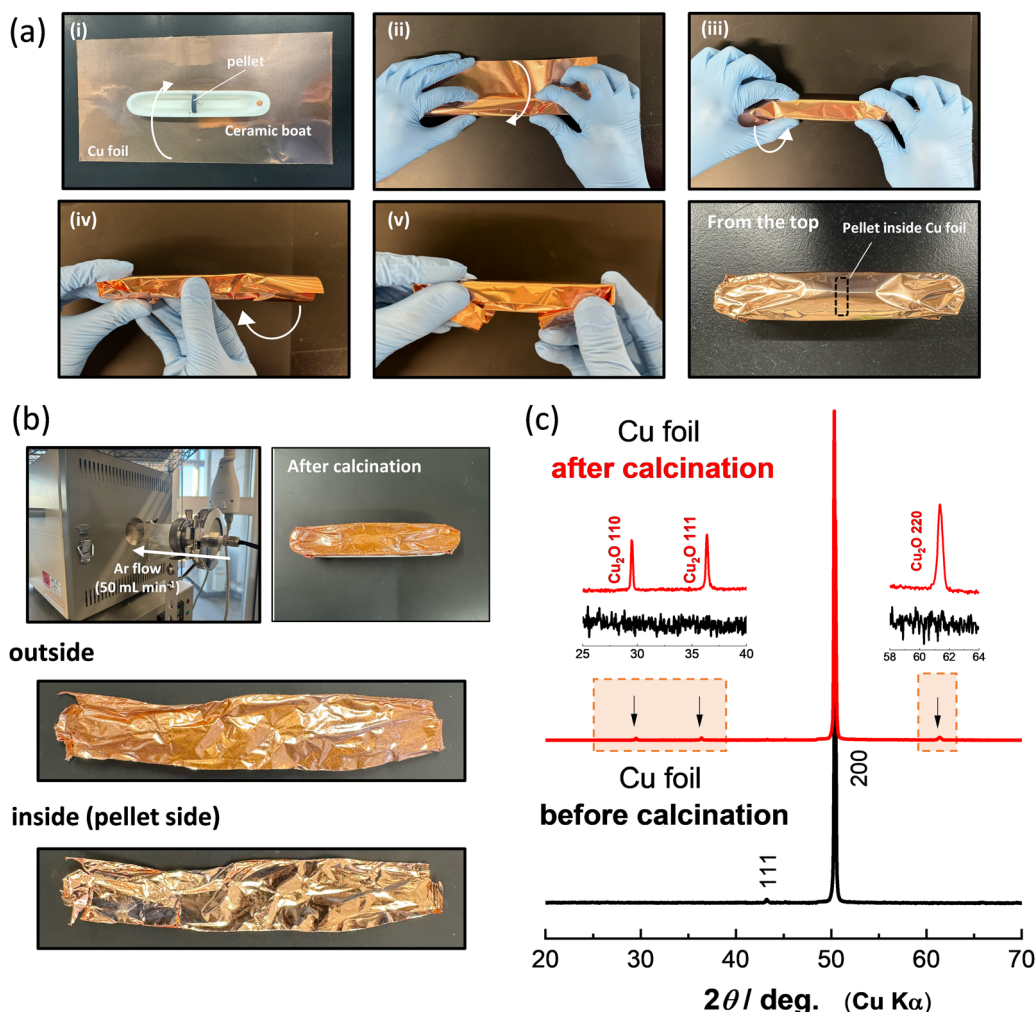 (a)
(i)
pellet
Ceramic boat
Cu foil
(ii)
(iii)
(iv)
(v)
From the top
Pellet inside Cu foil
(b)
Ar flow
(50 mL min⁻¹)
After calcination
outside
inside (pellet side)
(c)
Cu foil
after calcination
Cu₂O 110
Cu₂O 111
Cu₂O 220
25 30 35 40
58 60 62 64
200
Cu foil
before calcination
111
20 30 40 50 60 70
2θ / deg. (Cu Kα)